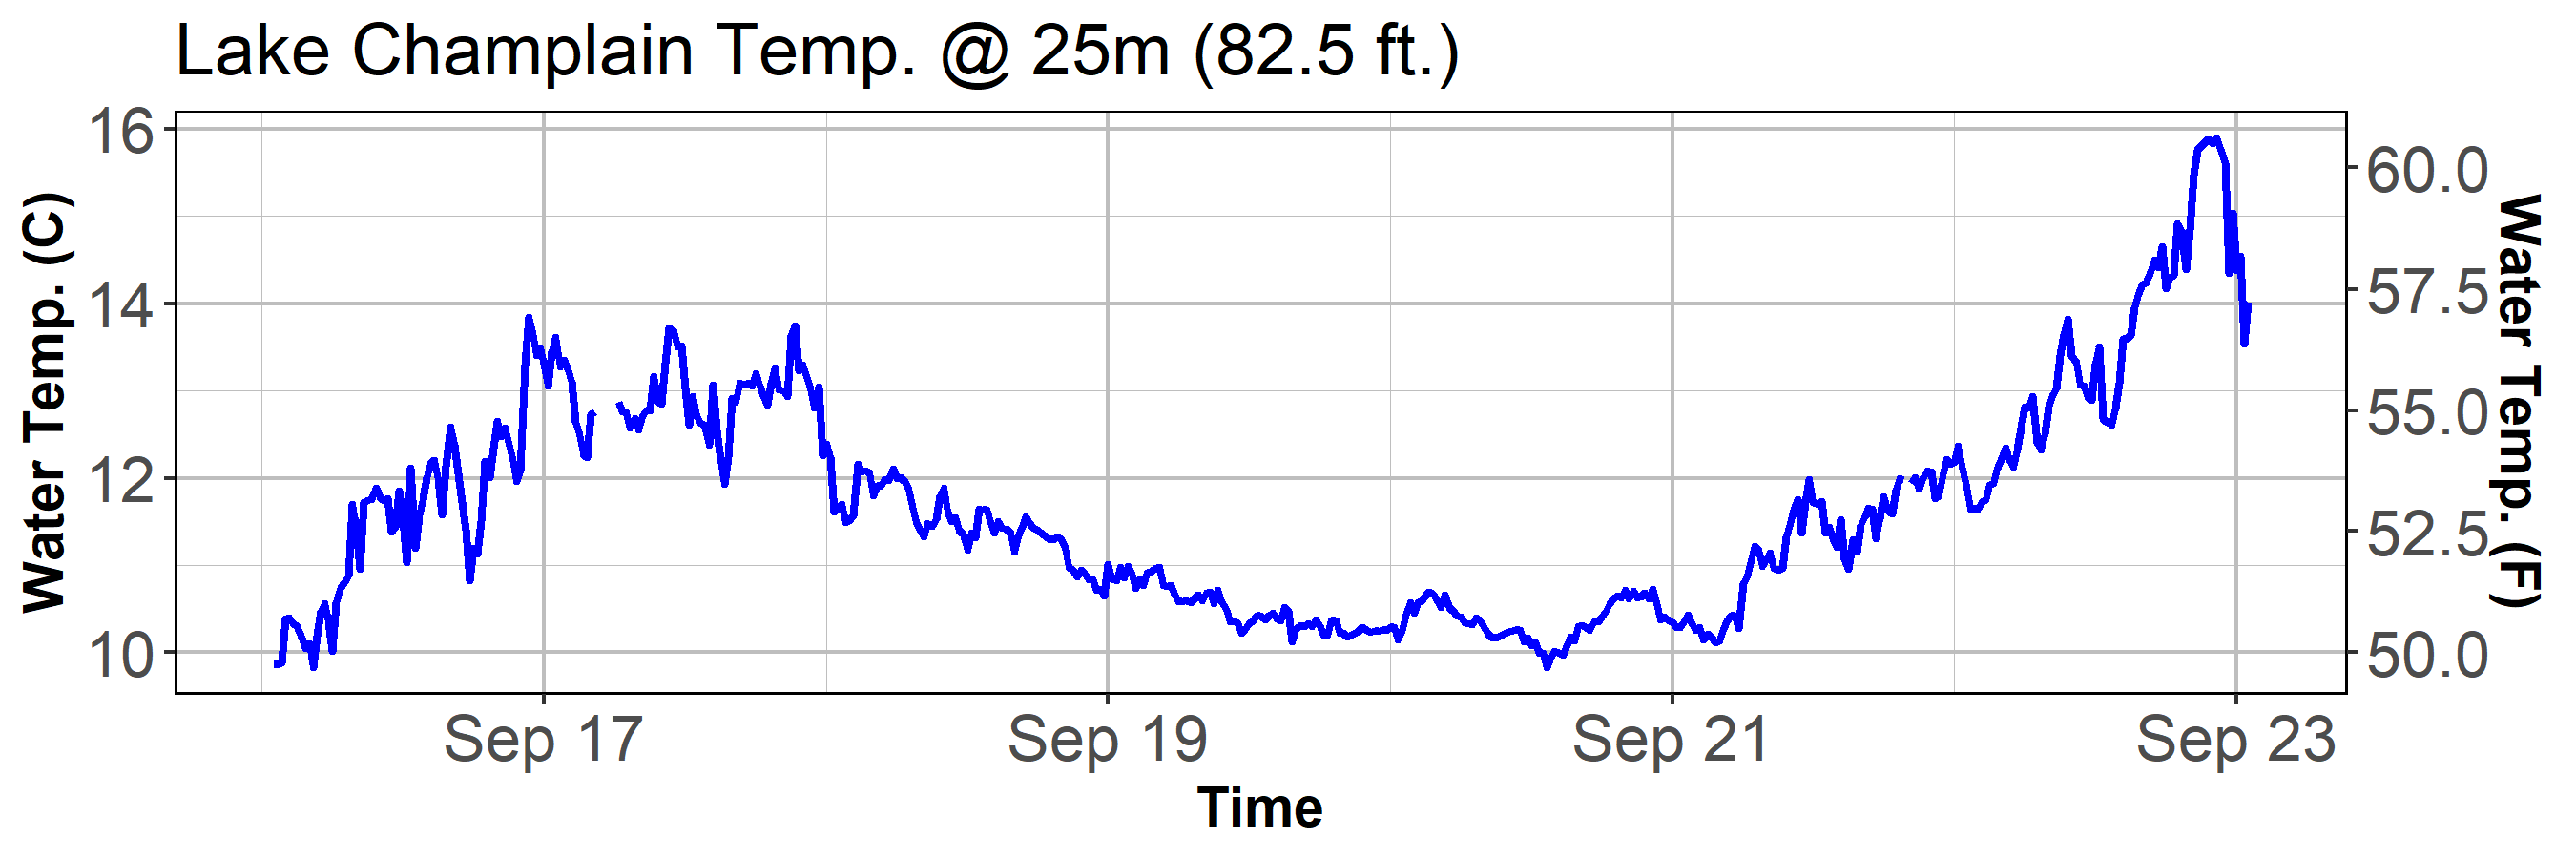 Lake Champlain Temp. @ 25m (82.5 ft.)
Water Temp. (C)
16
14
12
10
60.0
57.5
55.0
52.5
50.0
Water Temp. (F)
Sep 17
Sep 19
Sep 21
Sep 23
Time